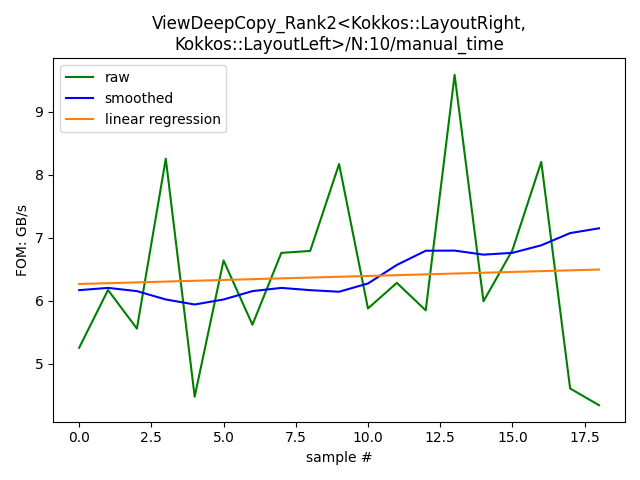 ViewDeepCopy_Rank2<Kokkos::LayoutRight,
Kokkos::LayoutLeft>/N:10/manual_time
raw
smoothed
linear regression
FOM: GB/s
9
8
7
6
5
0.0 2.5 5.0 7.5 10.0 12.5 15.0 17.5
sample #